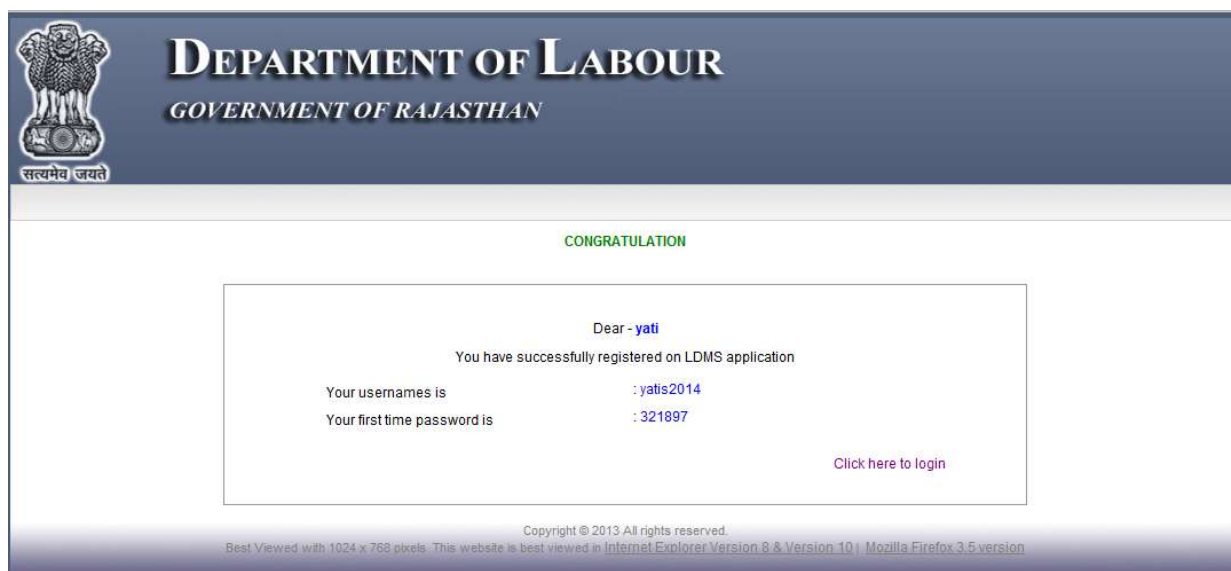 DEPARTMENT OF LABOUR
GOVERNMENT OF RAJASTHAN
सत्यमेव जयते
CONGRATULATION
Dear - yati
You have successfully registered on LDMS application
Your usernames is : yatis2014
Your first time password is : 321897
Click here to login
Copyright © 2013 All rights reserved.
Best Viewed with 1024 x 768 pixels. This website is best viewed in Internet Explorer Version 8 & Version 10 | Mozilla Firefox 3.5 version